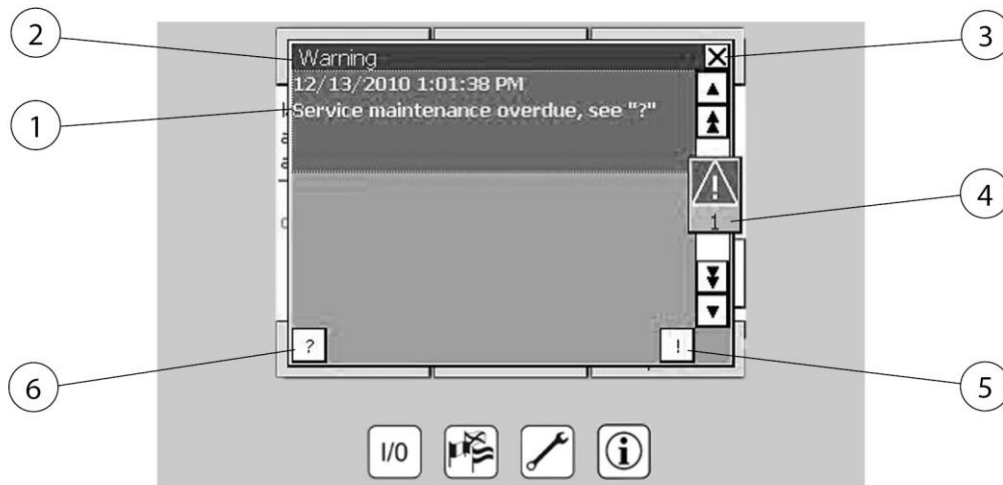 2
3
Warning
12/13/2010 1:01:38 PM
1
Service maintenance overdue, see "?"
4
1
?
!
6
5
I/0